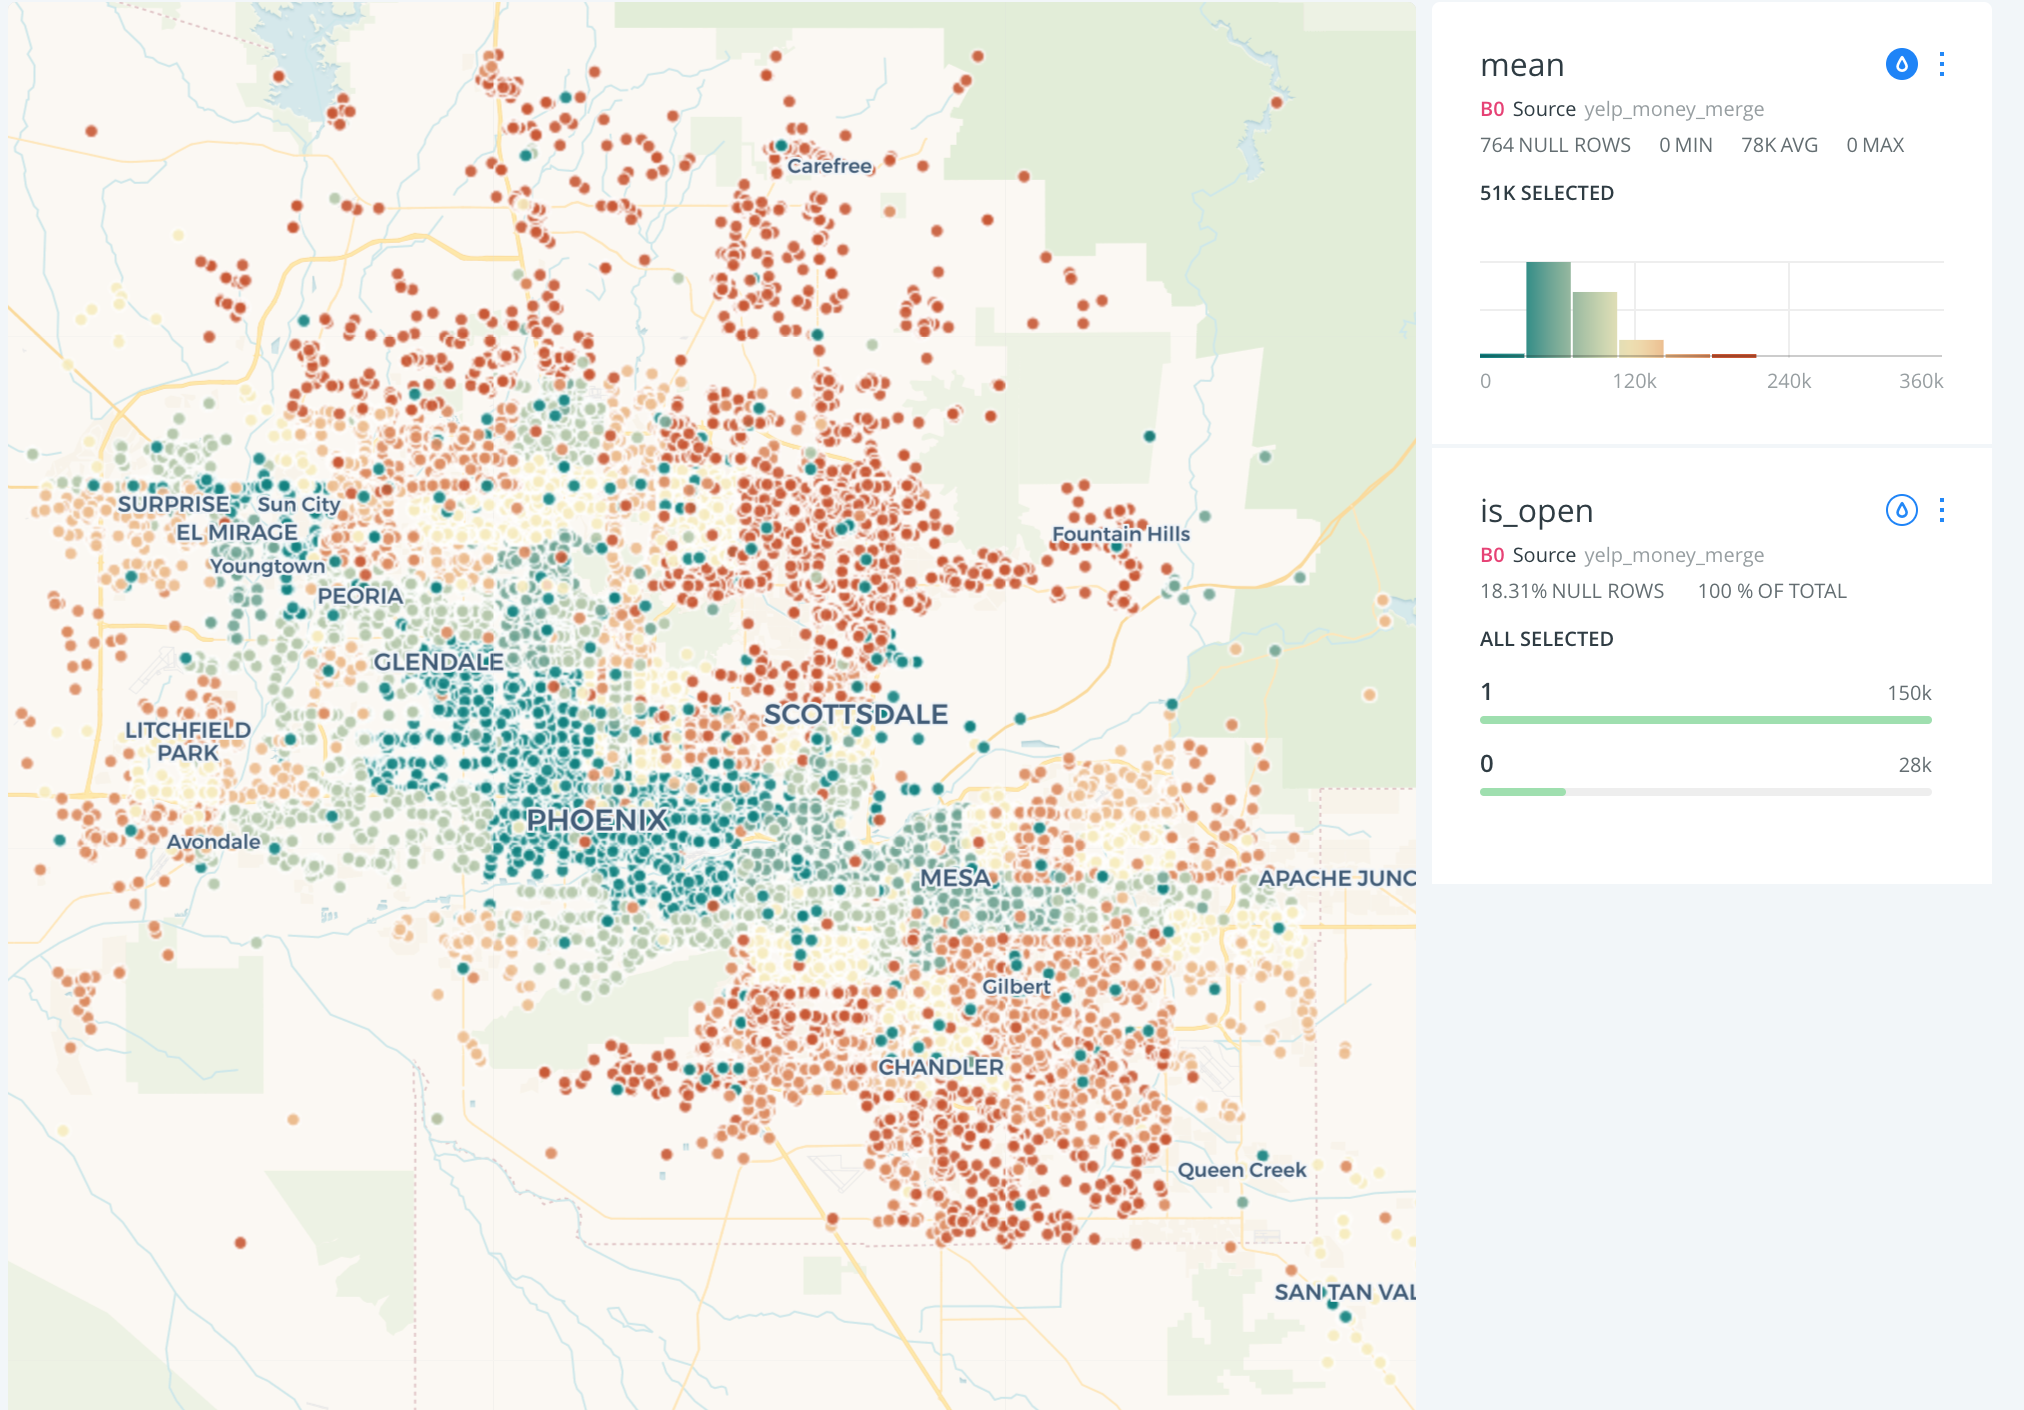 Carefree
SURPRISE
Sun City
EL MIRAGE
Youngtown
PEORIA
Fountain Hills
GLENDALE
SCOTTSDALE
LITCHFIELD
PARK
PHOENIX
Avondale
MESA
APACHE JUNC
Gilbert
CHANDLER
Queen Creek
SAN TAN VAL
mean
B0 Source yelp_money_merge
764 NULL ROWS 0 MIN 78K AVG 0 MAX
51K SELECTED
0 120k 240k 360k
is_open
B0 Source yelp_money_merge
18.31% NULL ROWS 100 % OF TOTAL
ALL SELECTED
1 150k
0 28k